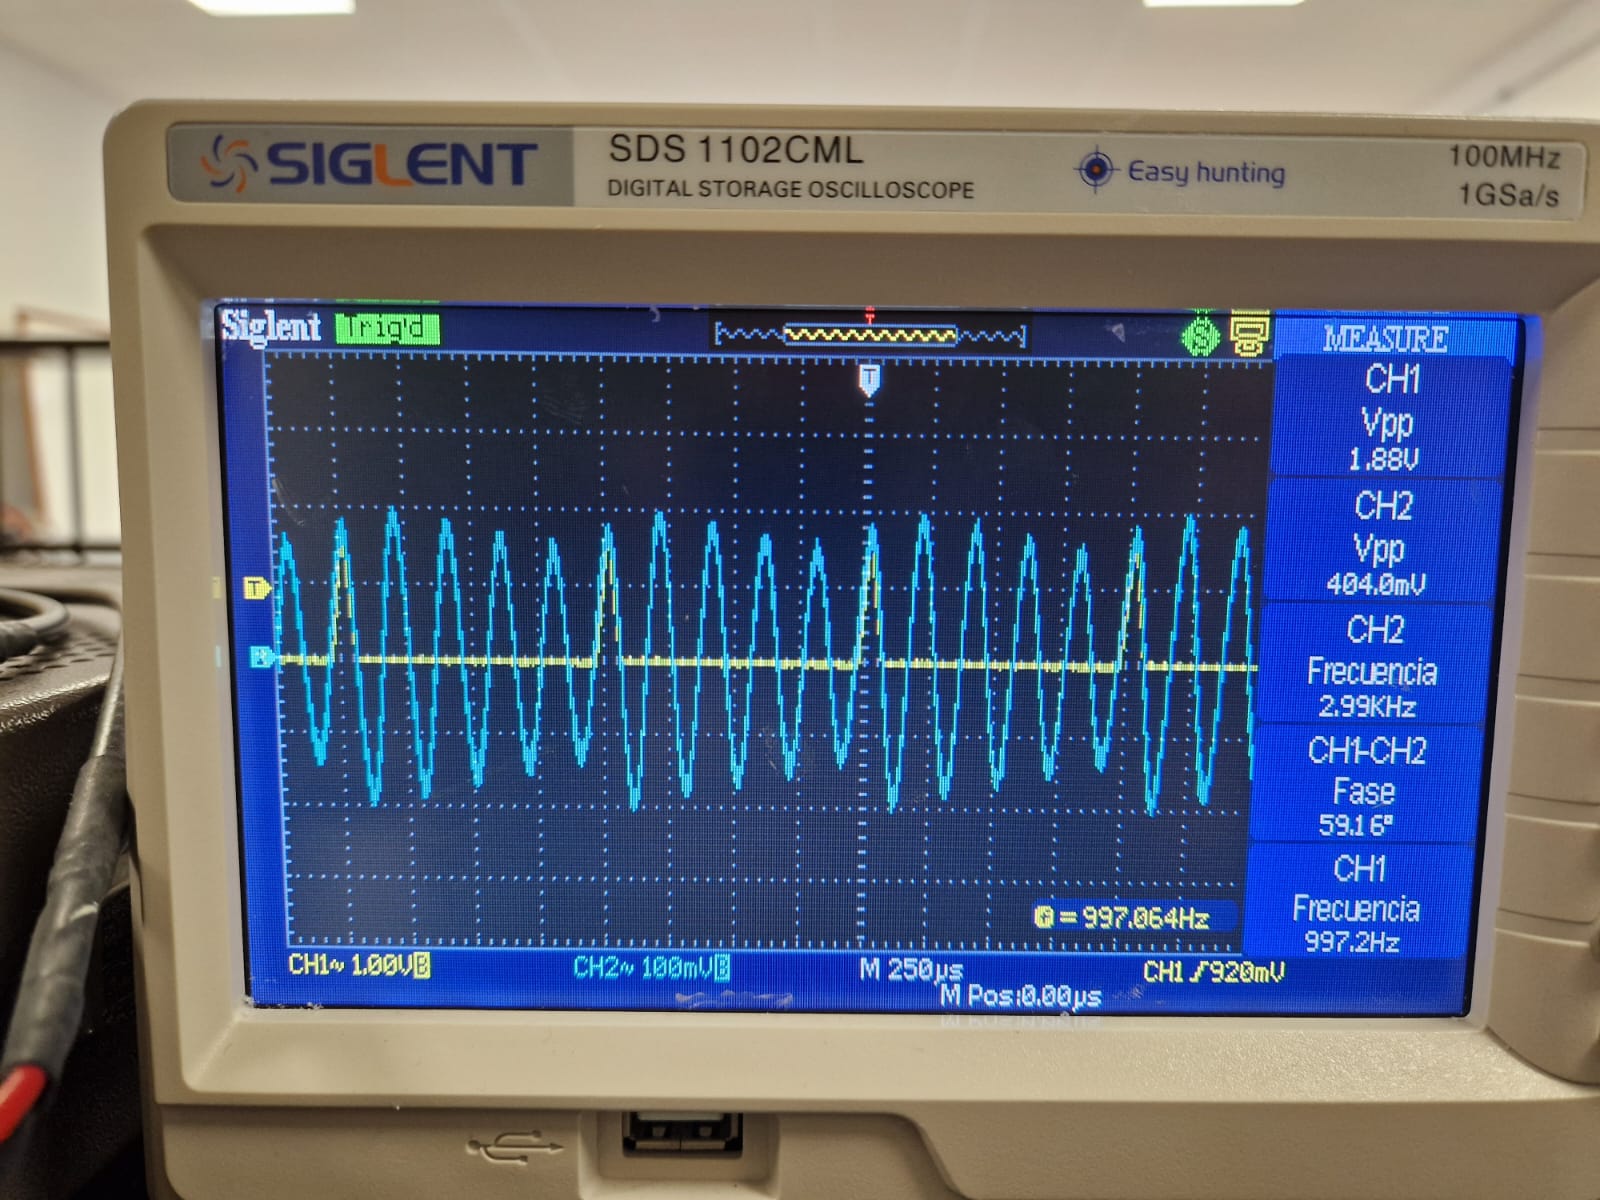 SIGLENT
SDS 1102CML
DIGITAL STORAGE OSCILLOSCOPE
Easy hunting
100MHz
1GSa/s
Siglent
Trig'd
T
T
MEASURE
CH1
Vpp
1.88V
CH2
Vpp
404.0mV
CH2
Frecuencia
2.99KHz
CH1-CH2
Fase
59.16°
CH1
Frecuencia
997.2Hz
= 997.064Hz
CH1~ 1.00VB
CH2~ 100mVB
M 250µs
CH1 920mV
M Pos:0.00µs